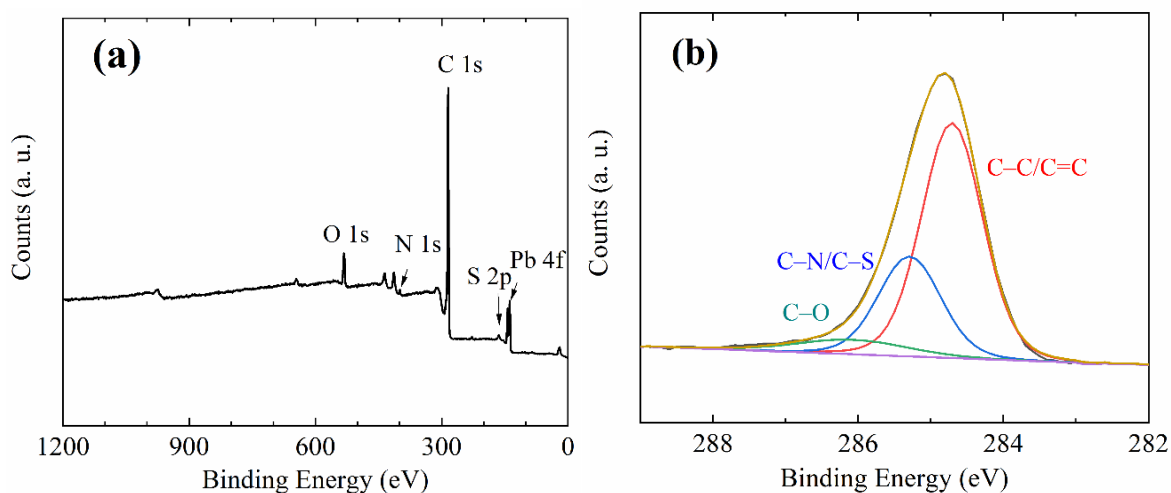 (a)
C 1s
O 1s
N 1s
S 2p
Pb 4f
Counts (a. u.)
1200 900 600 300 0
Binding Energy (eV)
(b)
C–C/C=C
C–N/C–S
C–O
Counts (a. u.)
288 286 284 282
Binding Energy (eV)